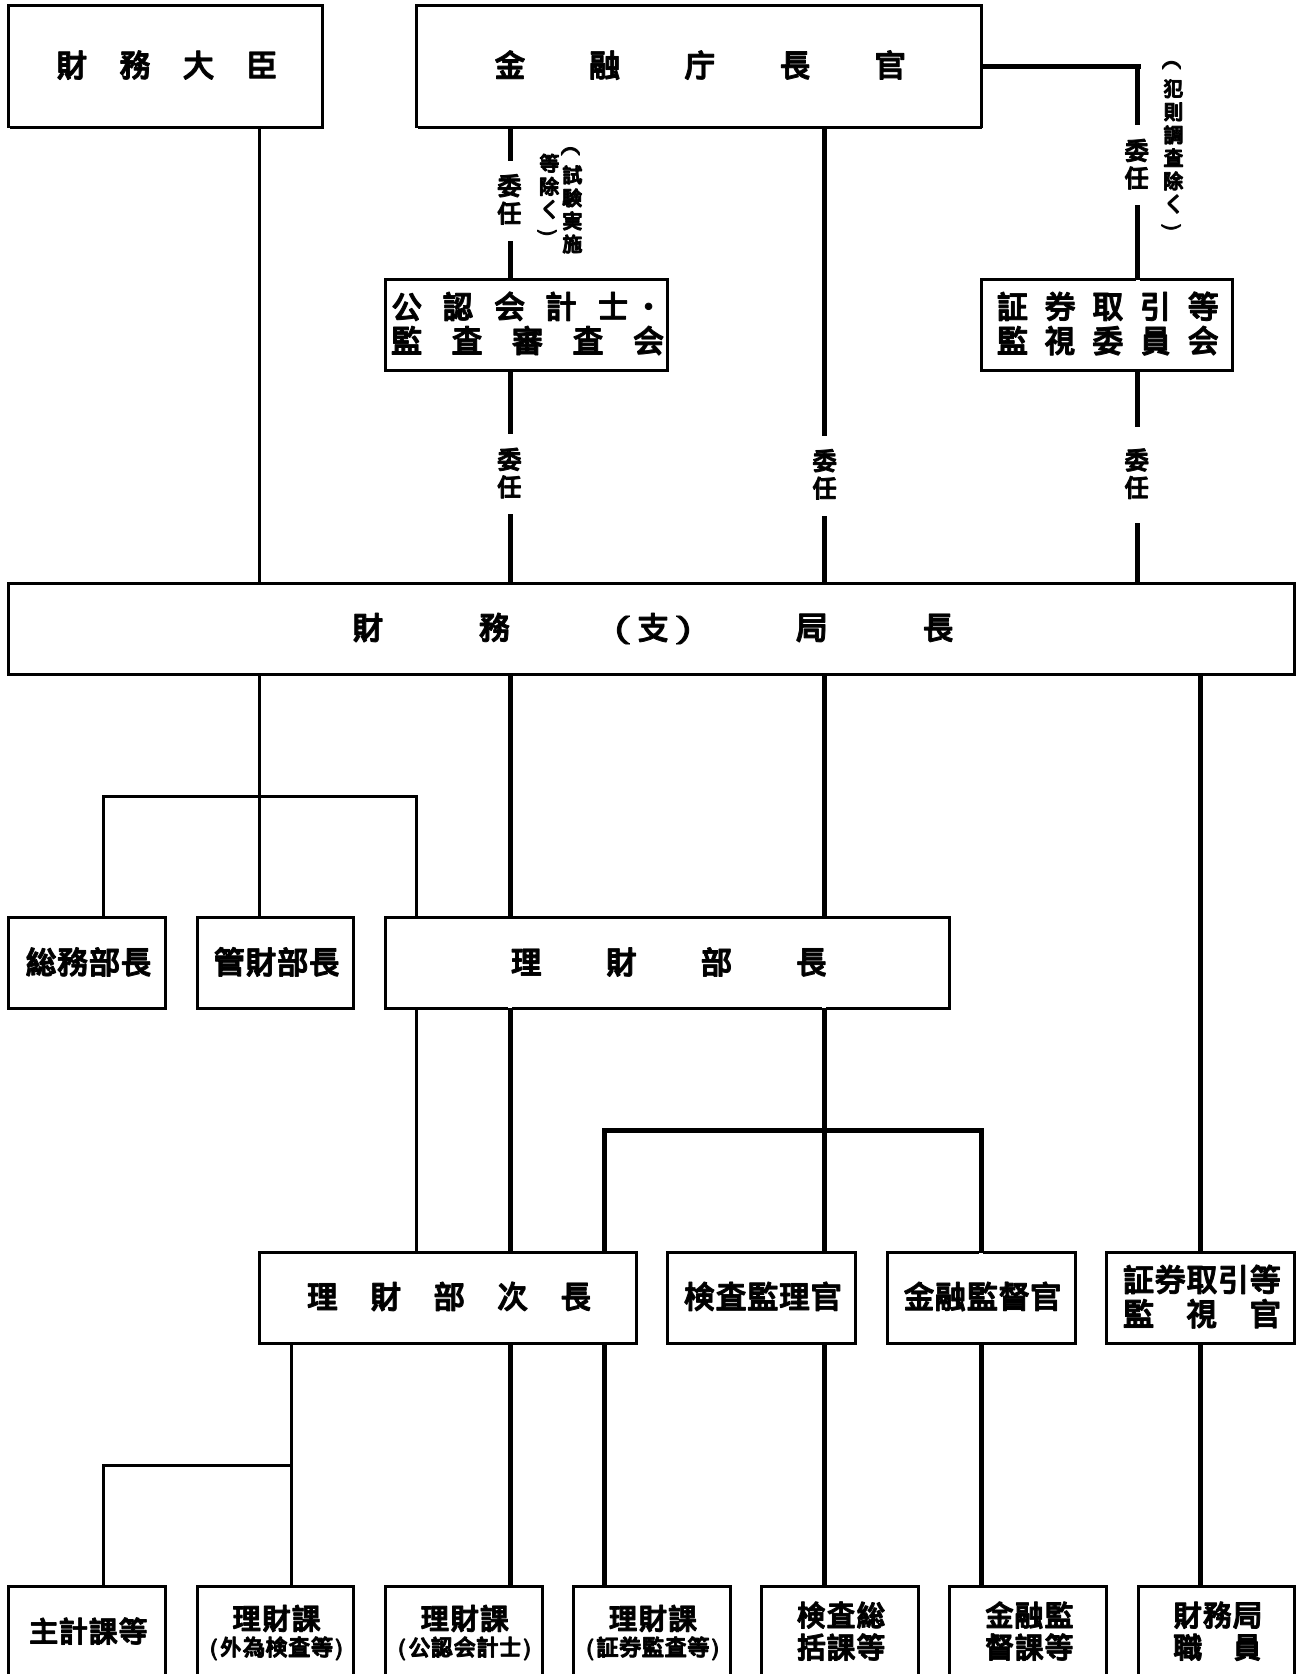 財務大臣
金融庁長官
（犯則調査除く）
委任
（試験実施
等除く）
委任
公認会計士・
監査審査会
証券取引等
監視委員会
委任
委任
委任
財務（支）局長
総務部長
管財部長
理財部長
理財部次長
検査監理官
金融監督官
証券取引等
監視官
主計課等
理財課
（外為検査等）
理財課
（公認会計士）
理財課
（証券監査等）
検査総
括課等
金融監
督課等
財務局
職員